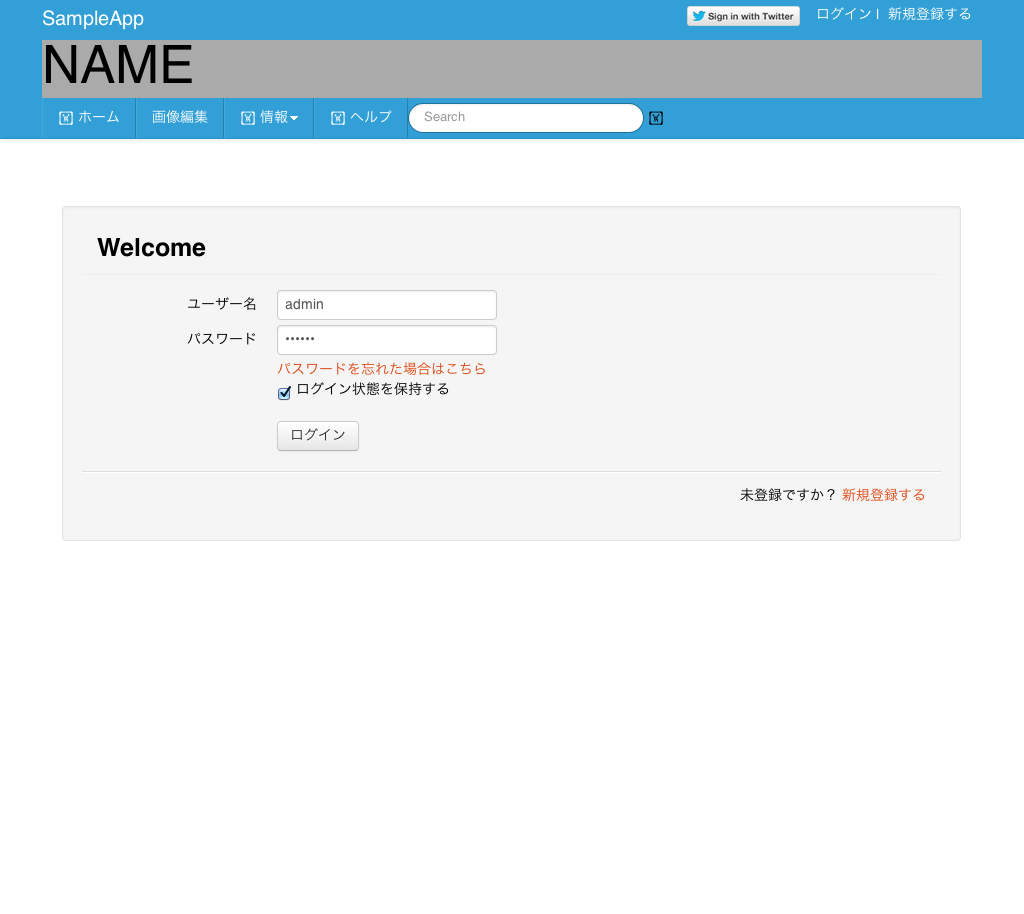 SampleApp
Sign in with Twitter
ログイン | 新規登録する
NAME
ホーム 画像編集 情報 ヘルプ Search
Welcome
ユーザー名 admin
パスワード ••••••
パスワードを忘れた場合はこちら
ログイン状態を保持する
ログイン
未登録ですか？ 新規登録する